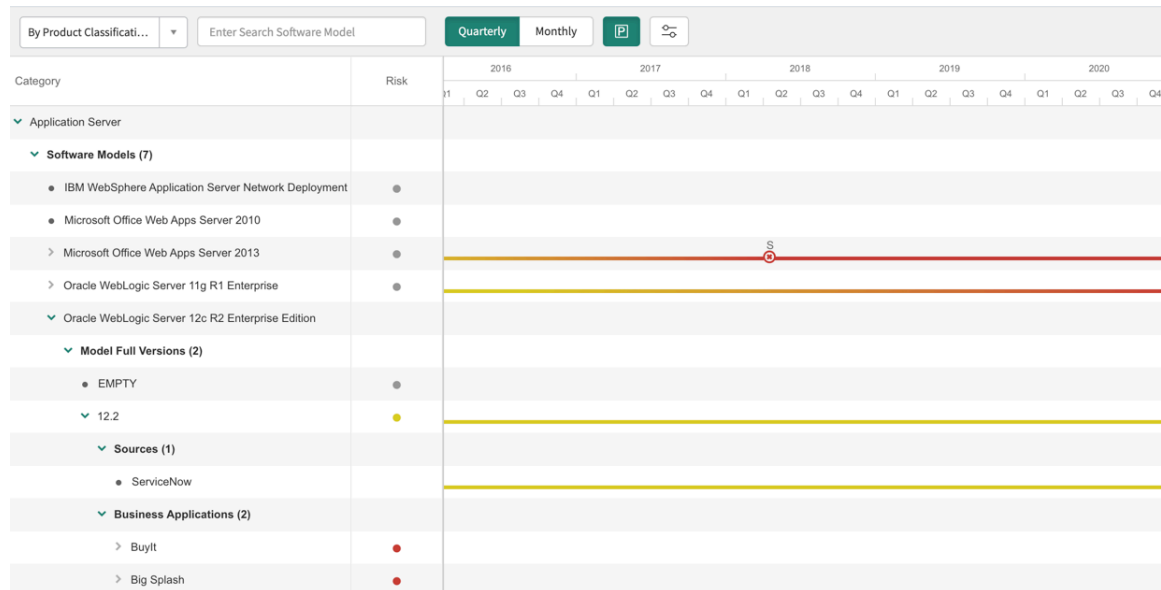 By Product Classificati...
Enter Search Software Model
Quarterly
Monthly
P
2016 2017 2018 2019 2020
Category Risk
Q1 Q2 Q3 Q4 Q1 Q2 Q3 Q4 Q1 Q2 Q3 Q4 Q1 Q2 Q3 Q4 Q1 Q2 Q3 Q4
Application Server
Software Models (7)
IBM WebSphere Application Server Network Deployment
Microsoft Office Web Apps Server 2010
Microsoft Office Web Apps Server 2013 S
Oracle WebLogic Server 11g R1 Enterprise
Oracle WebLogic Server 12c R2 Enterprise Edition
Model Full Versions (2)
EMPTY
12.2
Sources (1)
ServiceNow
Business Applications (2)
BuyIt
Big Splash